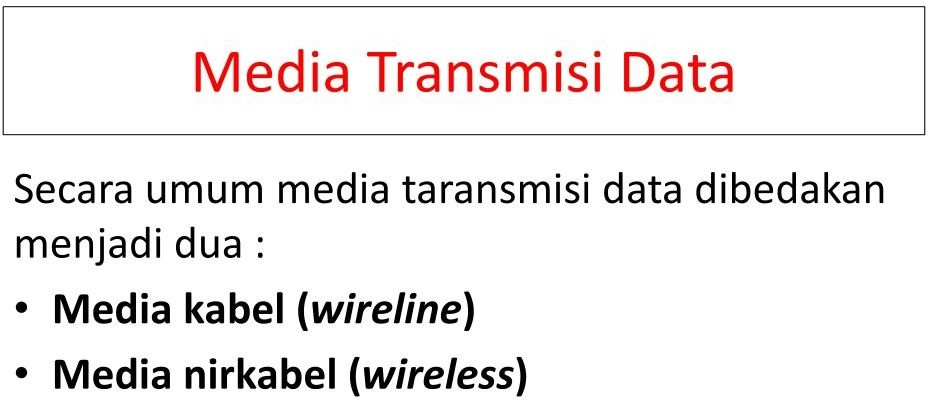 Media Transmisi Data
Secara umum media taransmisi data dibedakan
menjadi dua :
• Media kabel (wireline)
• Media nirkabel (wireless)